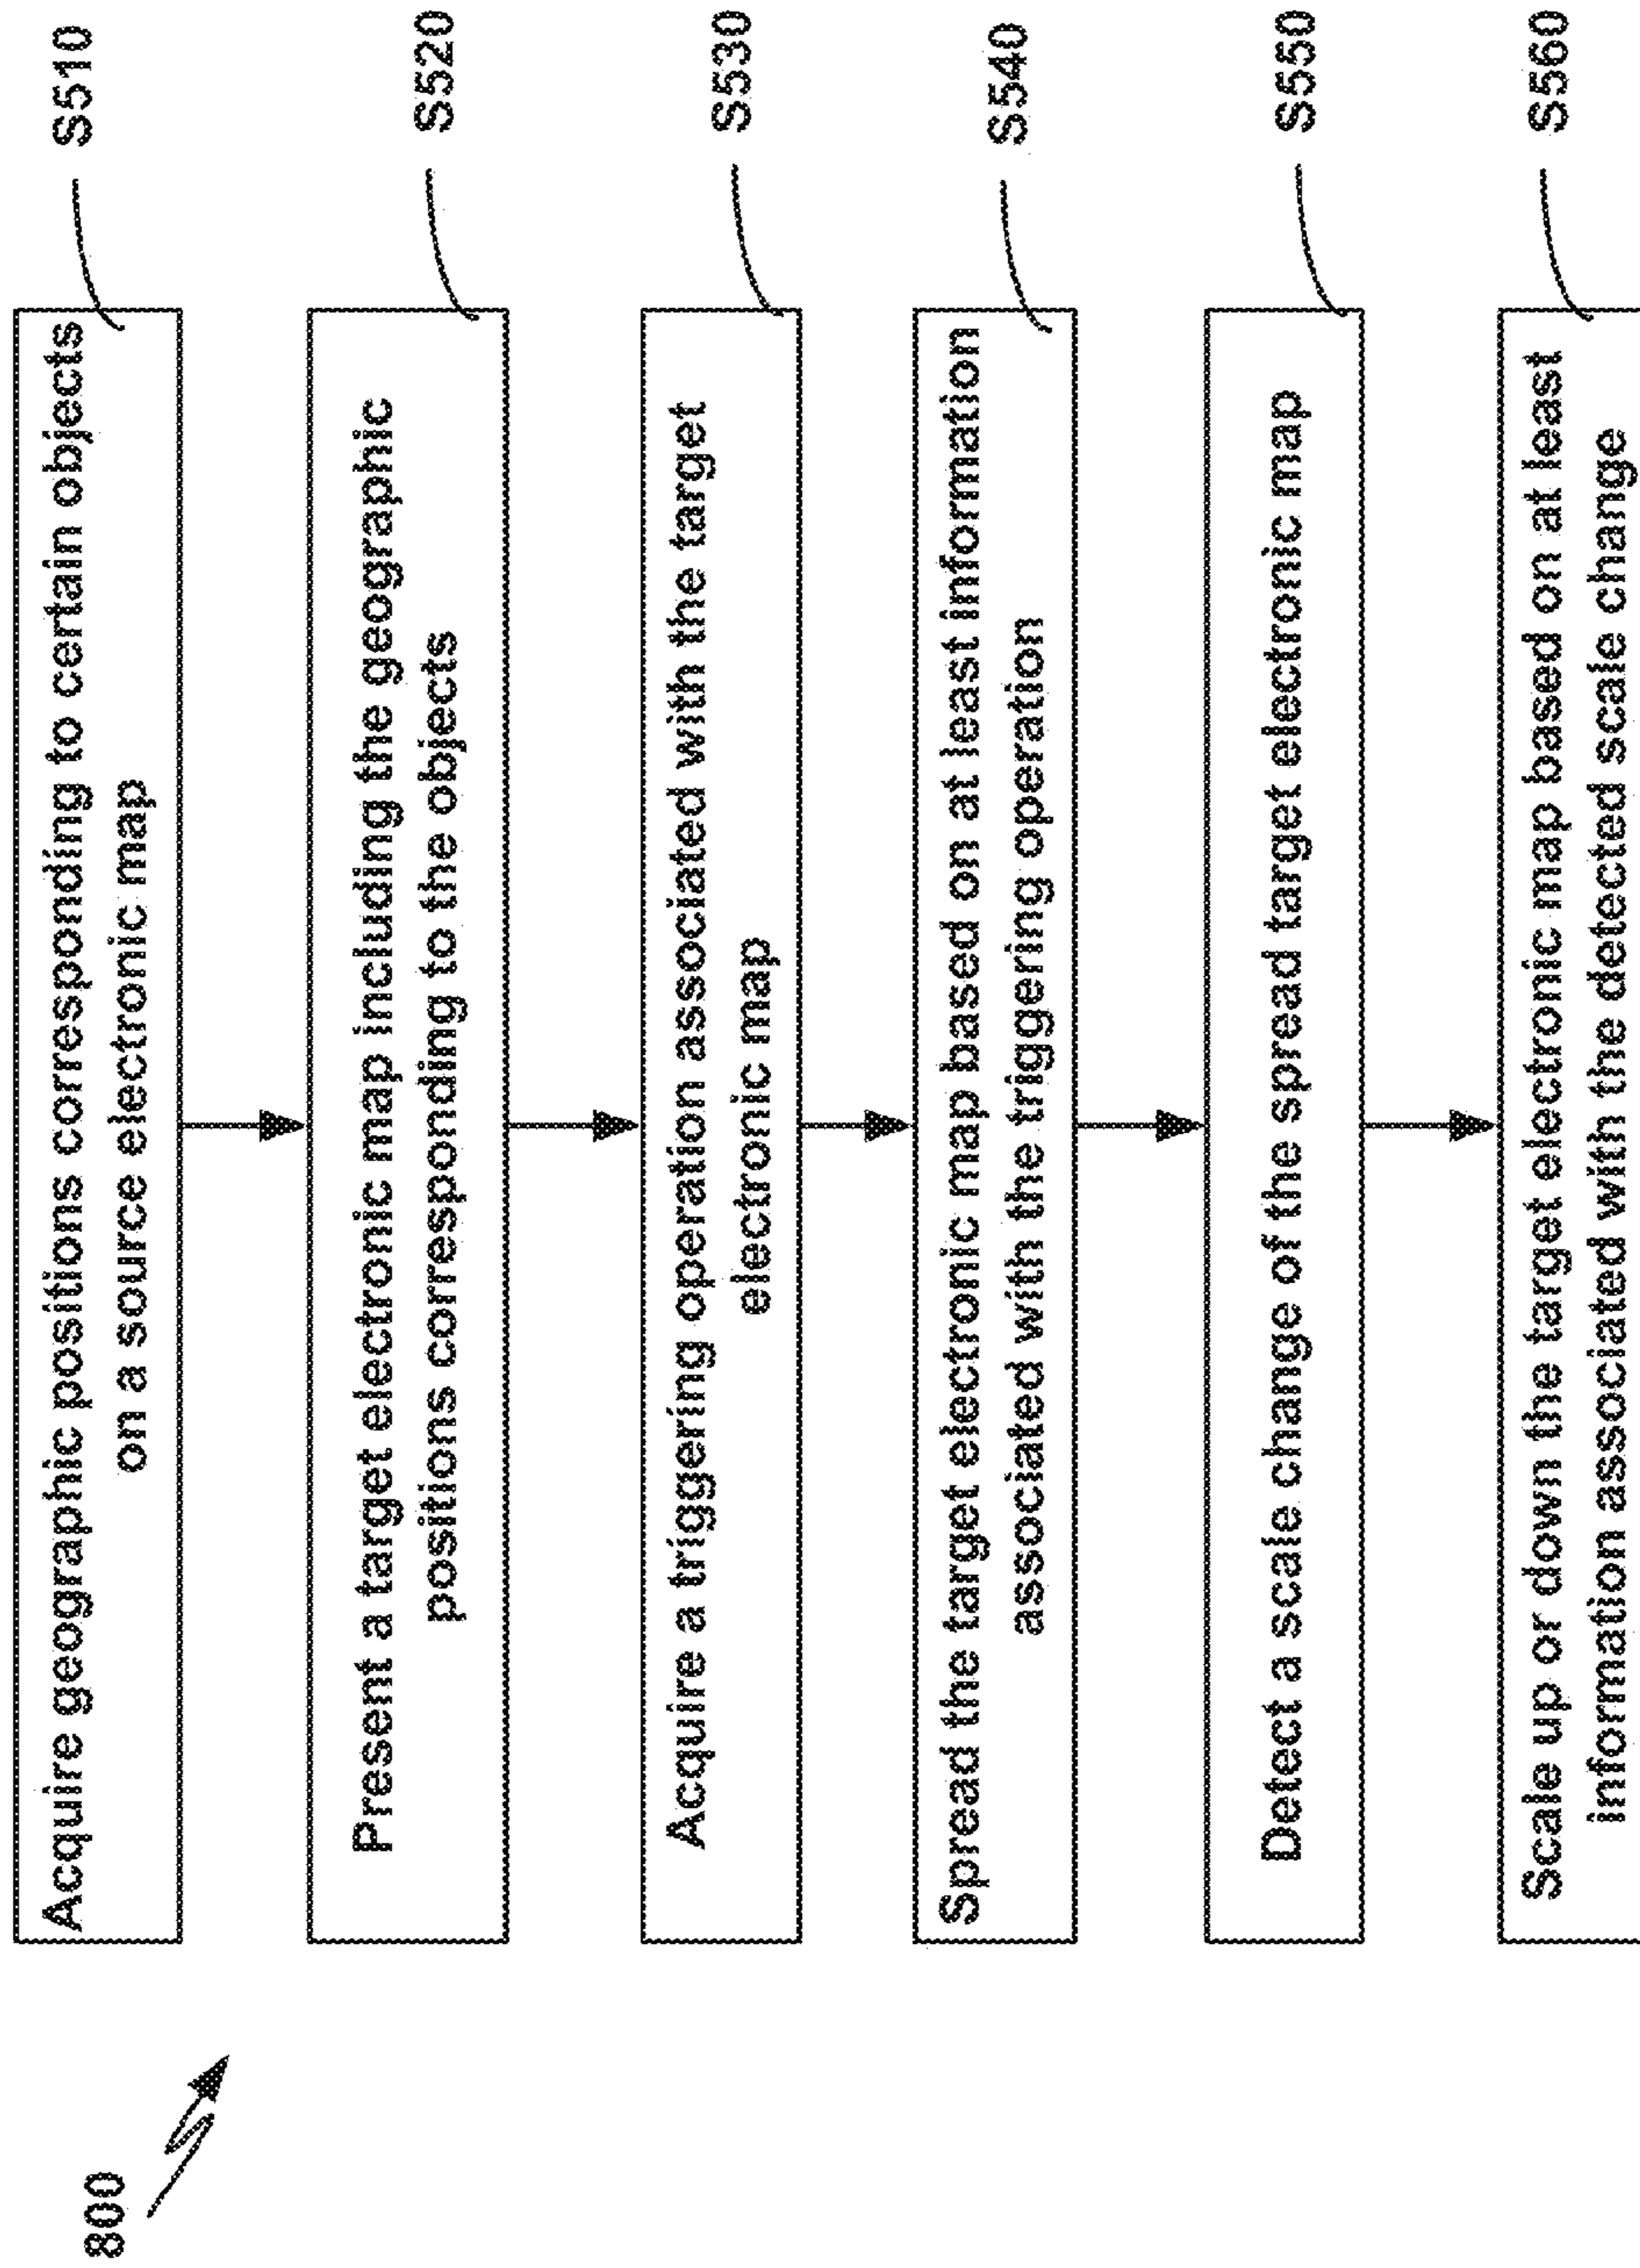 800
Acquire geographic positions corresponding to certain objects
on a source electronic map
S510
Present a target electronic map including the geographic
positions corresponding to the objects
S520
Acquire a triggering operation associated with the target
electronic map
S530
Spread the target electronic map based on at least information
associated with the triggering operation
S540
Detect a scale change of the spread target electronic map
S550
Scale up or down the target electronic map based on at least
information associated with the detected scale change
S560